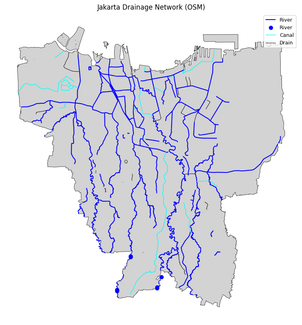 Jakarta Drainage Network (OSM)
River
River
Canal
Drain